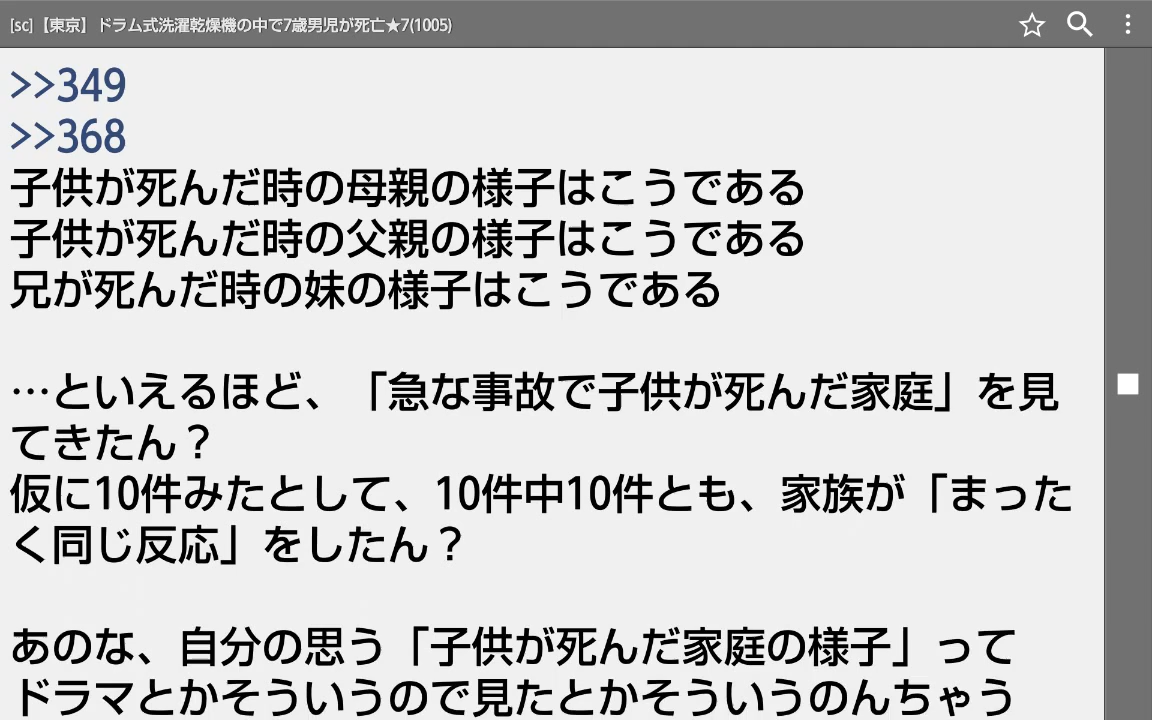 [sc]【東京】ドラム式洗濯乾燥機の中で7歳男児が死亡★7(1005)
>>349
>>368
子供が死んだ時の母親の様子はこうである
子供が死んだ時の父親の様子はこうである
兄が死んだ時の妹の様子はこうである
…といえるほど、「急な事故で子供が死んだ家庭」を見
てきたん？
仮に10件みたとして、10件中10件とも、家族が「まった
く同じ反応」をしたん？
あのな、自分の思う「子供が死んだ家庭の様子」って
ドラマとかそういうので見たとかそういうのんちゃう